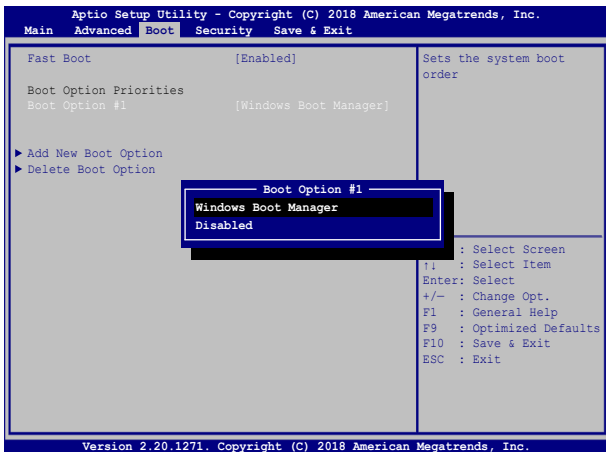 Aptio Setup Utility - Copyright (C) 2018 American Megatrends, Inc.
Main Advanced Boot Security Save & Exit
Fast Boot [Enabled]
Boot Option Priorities
Boot Option #1 [Windows Boot Manager]
► Add New Boot Option
► Delete Boot Option
Sets the system boot
order
Boot Option #1
Windows Boot Manager
Disabled
: Select Screen
↑↓ : Select Item
Enter: Select
+/— : Change Opt.
F1 : General Help
F9 : Optimized Defaults
F10 : Save & Exit
ESC : Exit
Version 2.20.1271. Copyright (C) 2018 American Megatrends, Inc.